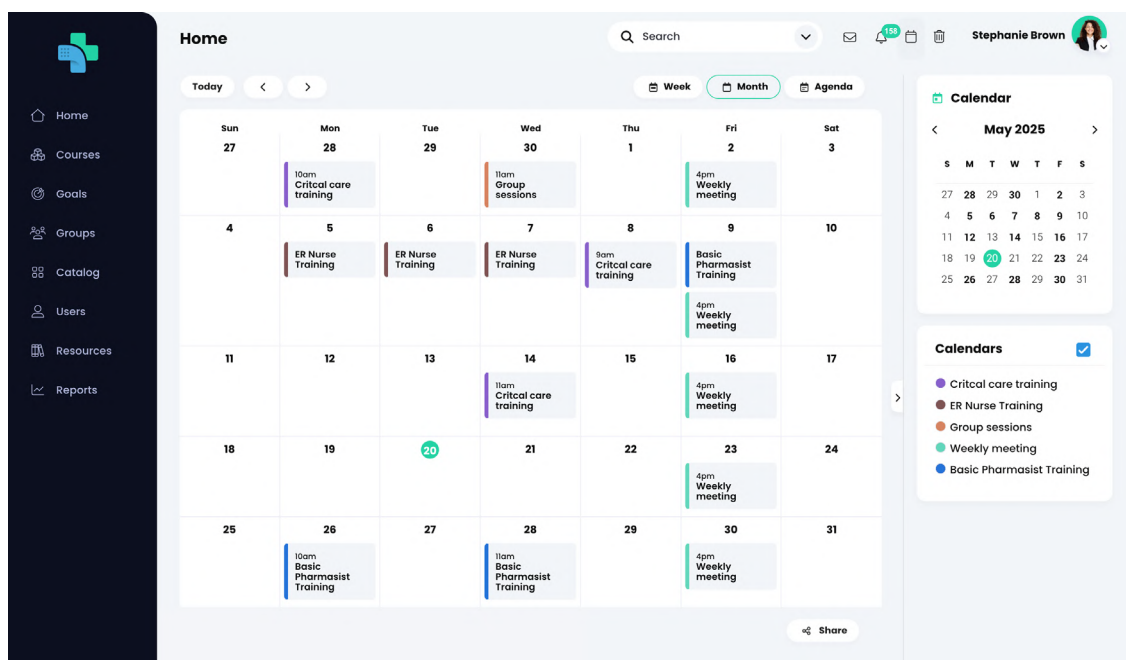 Home
Search
158
Stephanie Brown
Home
Courses
Goals
Groups
Catalog
Users
Resources
Reports
Today
Week
Month
Agenda
Sun Mon Tue Wed Thu Fri Sat
27 28 29 30 1 2 3
10am
Critcal care
training
11am
Group
sessions
4pm
Weekly
meeting
4 5 6 7 8 9 10
ER Nurse
Training
ER Nurse
Training
ER Nurse
Training
9am
Critcal care
training
Basic
Pharmasist
Training
4pm
Weekly
meeting
11 12 13 14 15 16 17
11am
Critcal care
training
4pm
Weekly
meeting
18 19 20 21 22 23 24
4pm
Weekly
meeting
25 26 27 28 29 30 31
10am
Basic
Pharmasist
Training
11am
Basic
Pharmasist
Training
4pm
Weekly
meeting
Share
Calendar
May 2025
S M T W T F S
27 28 29 30 1 2 3
4 5 6 7 8 9 10
11 12 13 14 15 16 17
18 19 20 21 22 23 24
25 26 27 28 29 30 31
Calendars
Critcal care training
ER Nurse Training
Group sessions
Weekly meeting
Basic Pharmasist Training